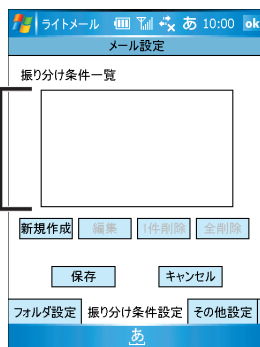 ライトメール あ 10:00 ok
メール設定
振り分け条件一覧
新規作成 編集 1件削除 全削除
保存 キャンセル
フォルダ設定 振り分け条件設定 その他設定
あ